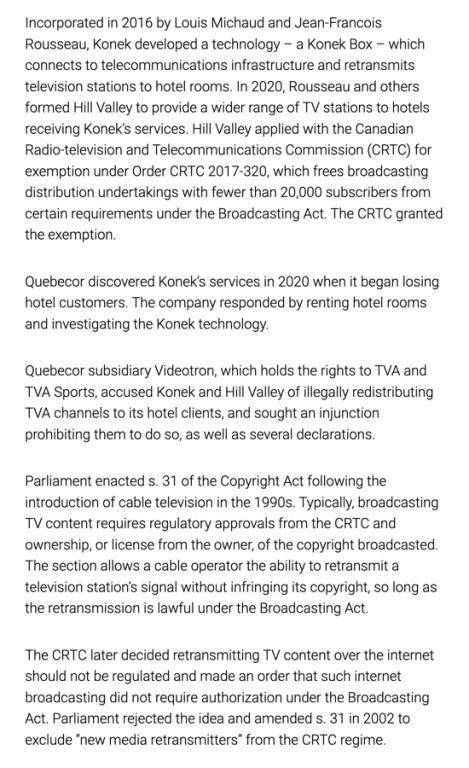 Incorporated in 2016 by Louis Michaud and Jean-Francois
Rousseau, Konek developed a technology – a Konek Box – which
connects to telecommunications infrastructure and retransmits
television stations to hotel rooms. In 2020, Rousseau and others
formed Hill Valley to provide a wider range of TV stations to hotels
receiving Konek's services. Hill Valley applied with the Canadian
Radio-television and Telecommunications Commission (CRTC) for
exemption under Order CRTC 2017-320, which frees broadcasting
distribution undertakings with fewer than 20,000 subscribers from
certain requirements under the Broadcasting Act. The CRTC granted
the exemption.

Quebecor discovered Konek's services in 2020 when it began losing
hotel customers. The company responded by renting hotel rooms
and investigating the Konek technology.

Quebecor subsidiary Videotron, which holds the rights to TVA and
TVA Sports, accused Konek and Hill Valley of illegally redistributing
TVA channels to its hotel clients, and sought an injunction
prohibiting them to do so, as well as several declarations.

Parliament enacted s. 31 of the Copyright Act following the
introduction of cable television in the 1990s. Typically, broadcasting
TV content requires regulatory approvals from the CRTC and
ownership, or license from the owner, of the copyright broadcasted.
The section allows a cable operator the ability to retransmit a
television station's signal without infringing its copyright, so long as
the retransmission is lawful under the Broadcasting Act.

The CRTC later decided retransmitting TV content over the internet
should not be regulated and made an order that such internet
broadcasting did not require authorization under the Broadcasting
Act. Parliament rejected the idea and amended s. 31 in 2002 to
exclude "new media retransmitters" from the CRTC regime.